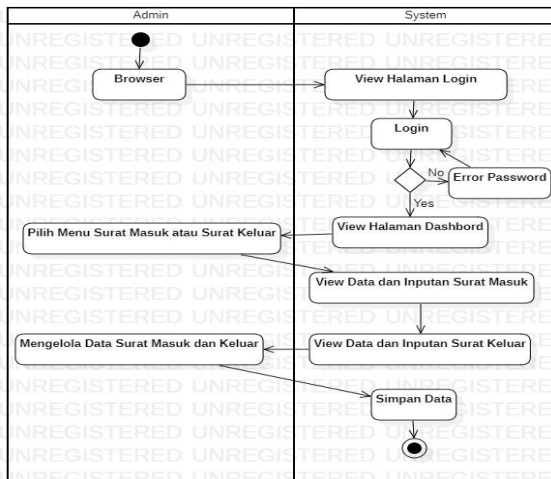 Admin
System
Browser
View Halaman Login
Login
No
Error Password
Yes
View Halaman Dashbord
Pilih Menu Surat Masuk atau Surat Keluar
View Data dan Inputan Surat Masuk
View Data dan Inputan Surat Keluar
Mengelola Data Surat Masuk dan Keluar
Simpan Data
UNREGISTERED